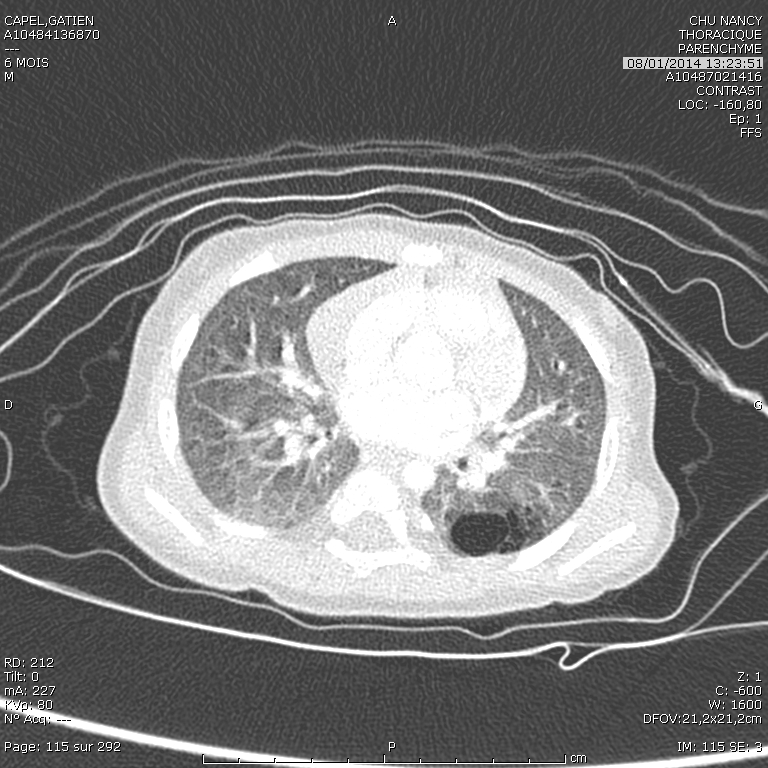 CAPEL,GATIEN
A10484136870
---
6 MOIS
M
A
CHU NANCY
THORACIQUE
PARENCHYME
08/01/2014 13:23:51
A10487021416
CONTRAST
LOC: -160,80
Ep: 1
FFS
D
G
RD: 212
Tilt: 0
mA: 227
KVp: 80
N° Acq: ---
Page: 115 sur 292
P
cm
Z: 1
C: -600
W: 1600
DFOV:21,2x21,2cm
IM: 115 SE: 3